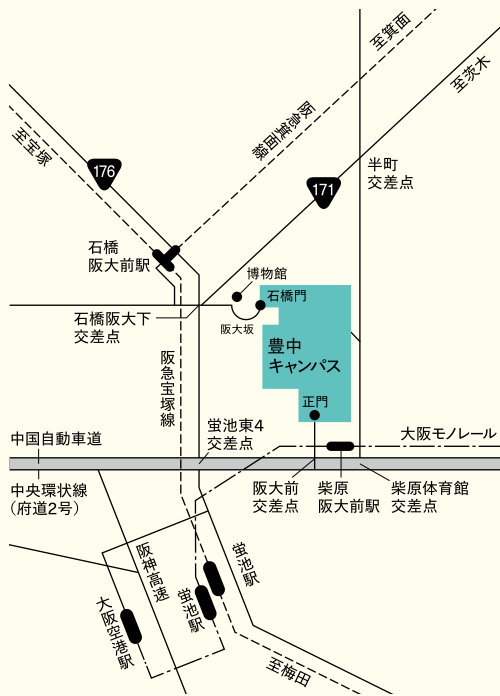 至箕面
至茨木
至宝塚
阪急箕面線
176
171
半町
交差点
石橋
阪大前駅
博物館
石橋門
石橋阪大下
交差点
阪大坂
豊中
キャンパス
阪急宝塚線
正門
蛍池東4
交差点
大阪モノレール
中国自動車道
中央環状線
(府道2号)
阪大前
交差点
柴原
阪大前駅
柴原体育館
交差点
阪神高速
蛍池駅
蛍池駅
大阪空港駅
至梅田